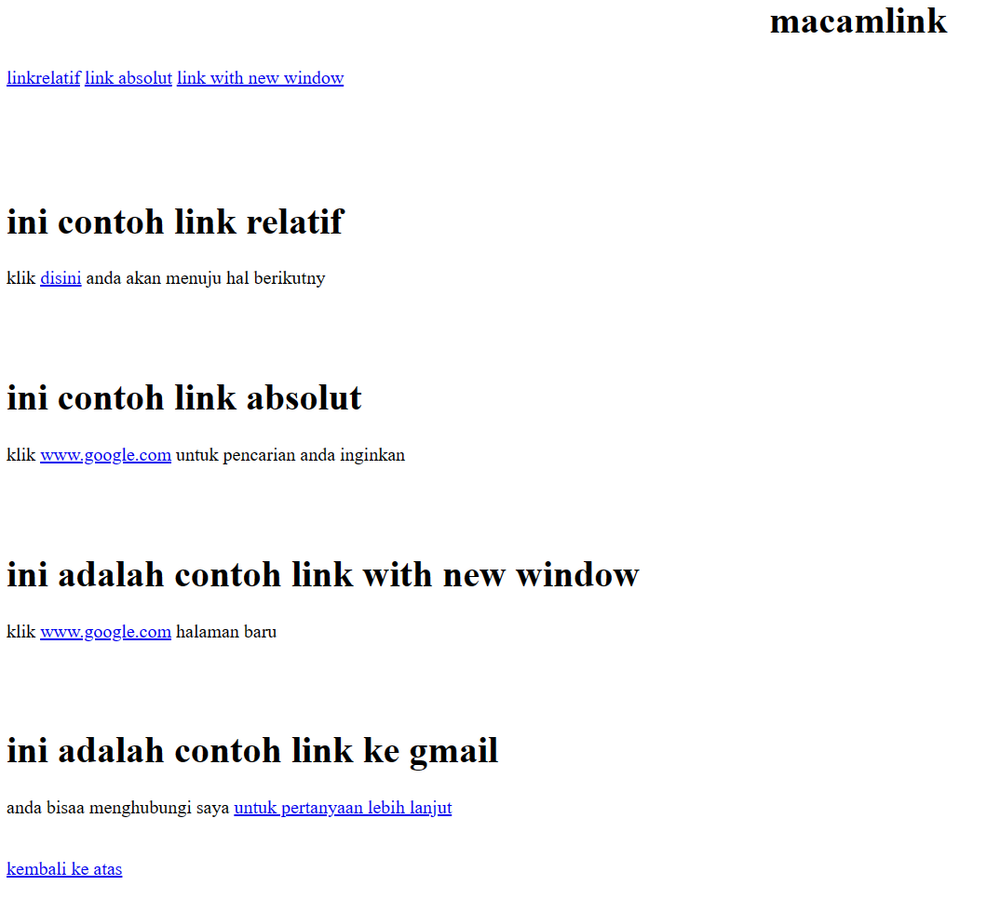 macamlink
linkrelatif link absolut link with new window
ini contoh link relatif
klik disini anda akan menuju hal berikutny
ini contoh link absolut
klik www.google.com untuk pencarian anda inginkan
ini adalah contoh link with new window
klik www.google.com halaman baru
ini adalah contoh link ke gmail
anda bisaa menghubungi saya untuk pertanyaan lebih lanjut
kembali ke atas